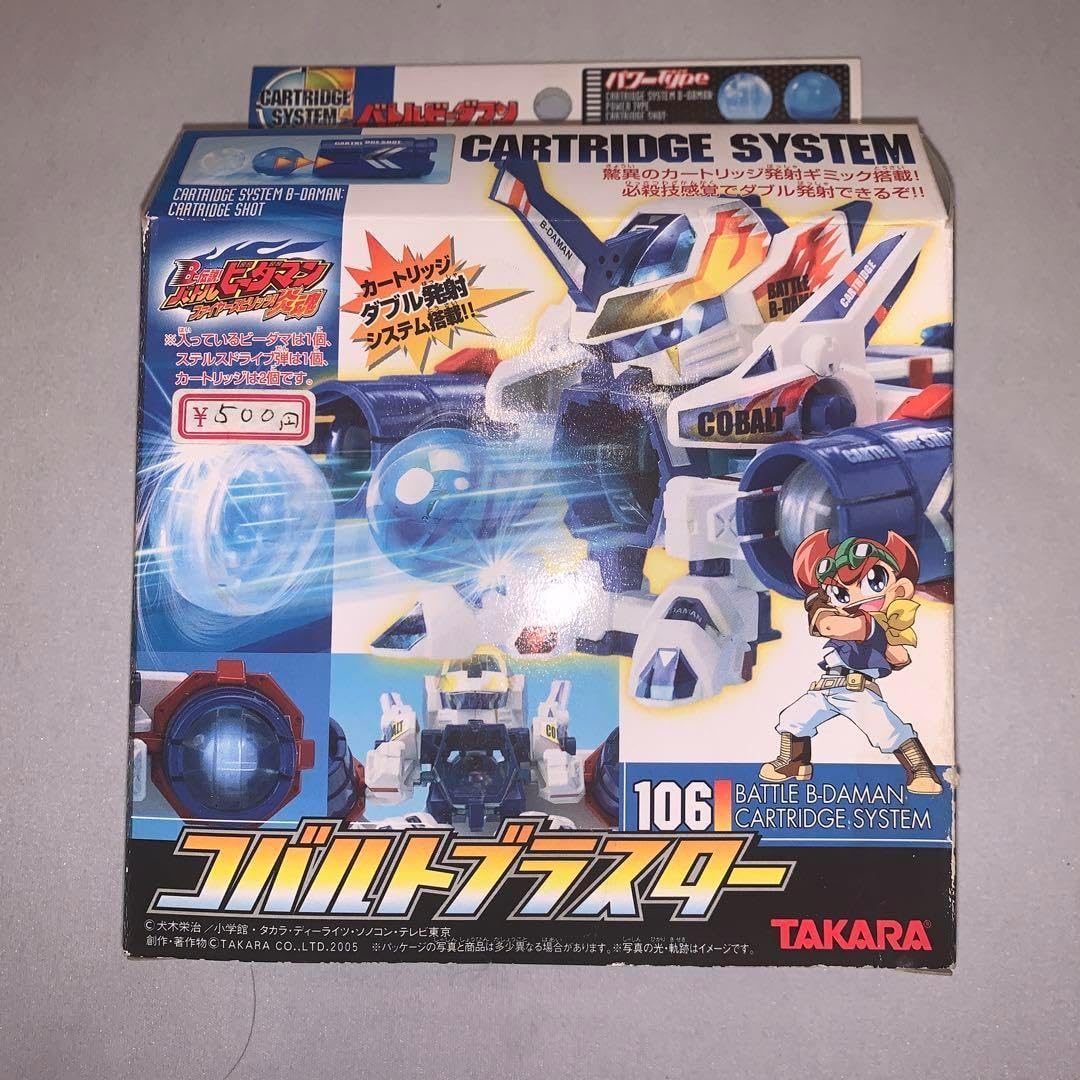 CARTRIDGE
SYSTEM
バトルビーダマン
パワーType
CARTRIDGE SYSTEM B-DAMAN
POWER TYPE
CARTRIDGE SHOT
CARTRIDGE SYSTEM
驚異のカートリッジ発射ギミック搭載!
必殺技感覚でダブル発射できるぞ!!
CARTRIDGE SYSTEM B-DAMAN:
CARTRIDGE SHOT
B-伝説!
バトルビーダマン
ファイヤースピリッツ!炎魂
カートリッジ
ダブル発射
システム搭載!!
※入っているビーダマは1個、
ステルスドライブ弾は1個、
カートリッジは2個です。
¥500円
B-DAMAN
BATTLE
B-DAMAN
CARTRIDGE
COBALT
B-DAMAN
COBALT
106
BATTLE B-DAMAN
CARTRIDGE SYSTEM
コバルトブラスター
©犬木栄治/小学館・タカラ・ディーライツ・ソノコン・テレビ東京
創作・著作物©TAKARA CO.,LTD.2005 ※パッケージの写真と商品は多少異なる場合があります。※写真の光・軌跡はイメージです。
TAKARA®